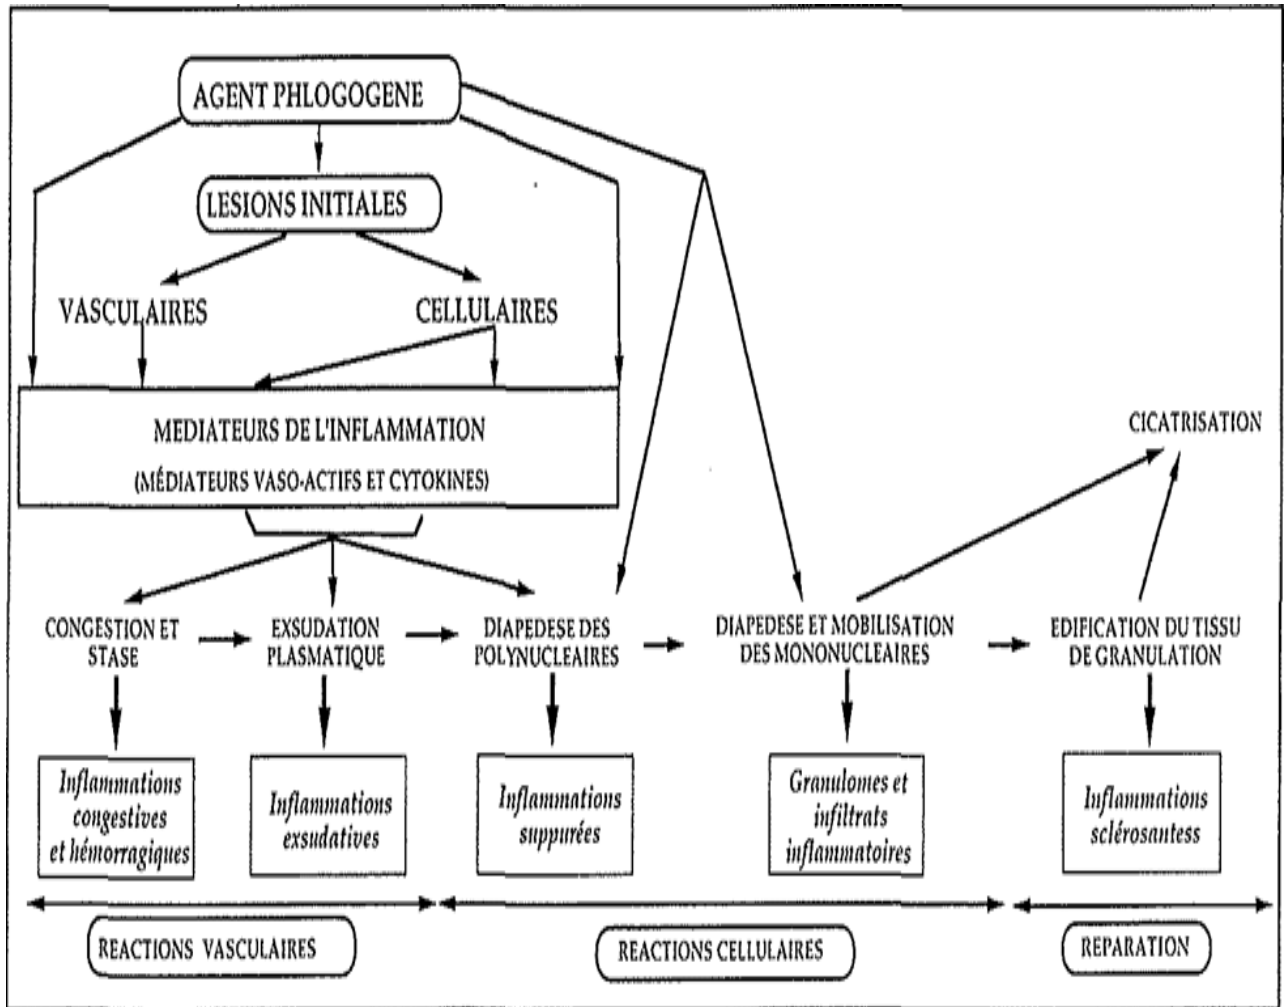 AGENT PHLOGOGENE
LESIONS INITIALES
VASCULAIRES
CELLULAIRES
MEDIATEURS DE L'INFLAMMATION
(MÉDIATEURS VASO-ACTIFS ET CYTOKINES)
CICATRISATION
CONGESTION ET
STASE
EXSUDATION
PLASMATIQUE
DIAPEDESE DES
POLYNUCLEAIRES
DIAPEDESE ET MOBILISATION
DES MONONUCLEAIRES
EDIFICATION DU TISSU
DE GRANULATION
Inflammations
congestives
et hémorragiques
Inflammations
exsudatives
Inflammations
suppurées
Granulomes et
infiltrats
inflammatoires
Inflammations
sclérosantess
REACTIONS VASCULAIRES
REACTIONS CELLULAIRES
REPARATION